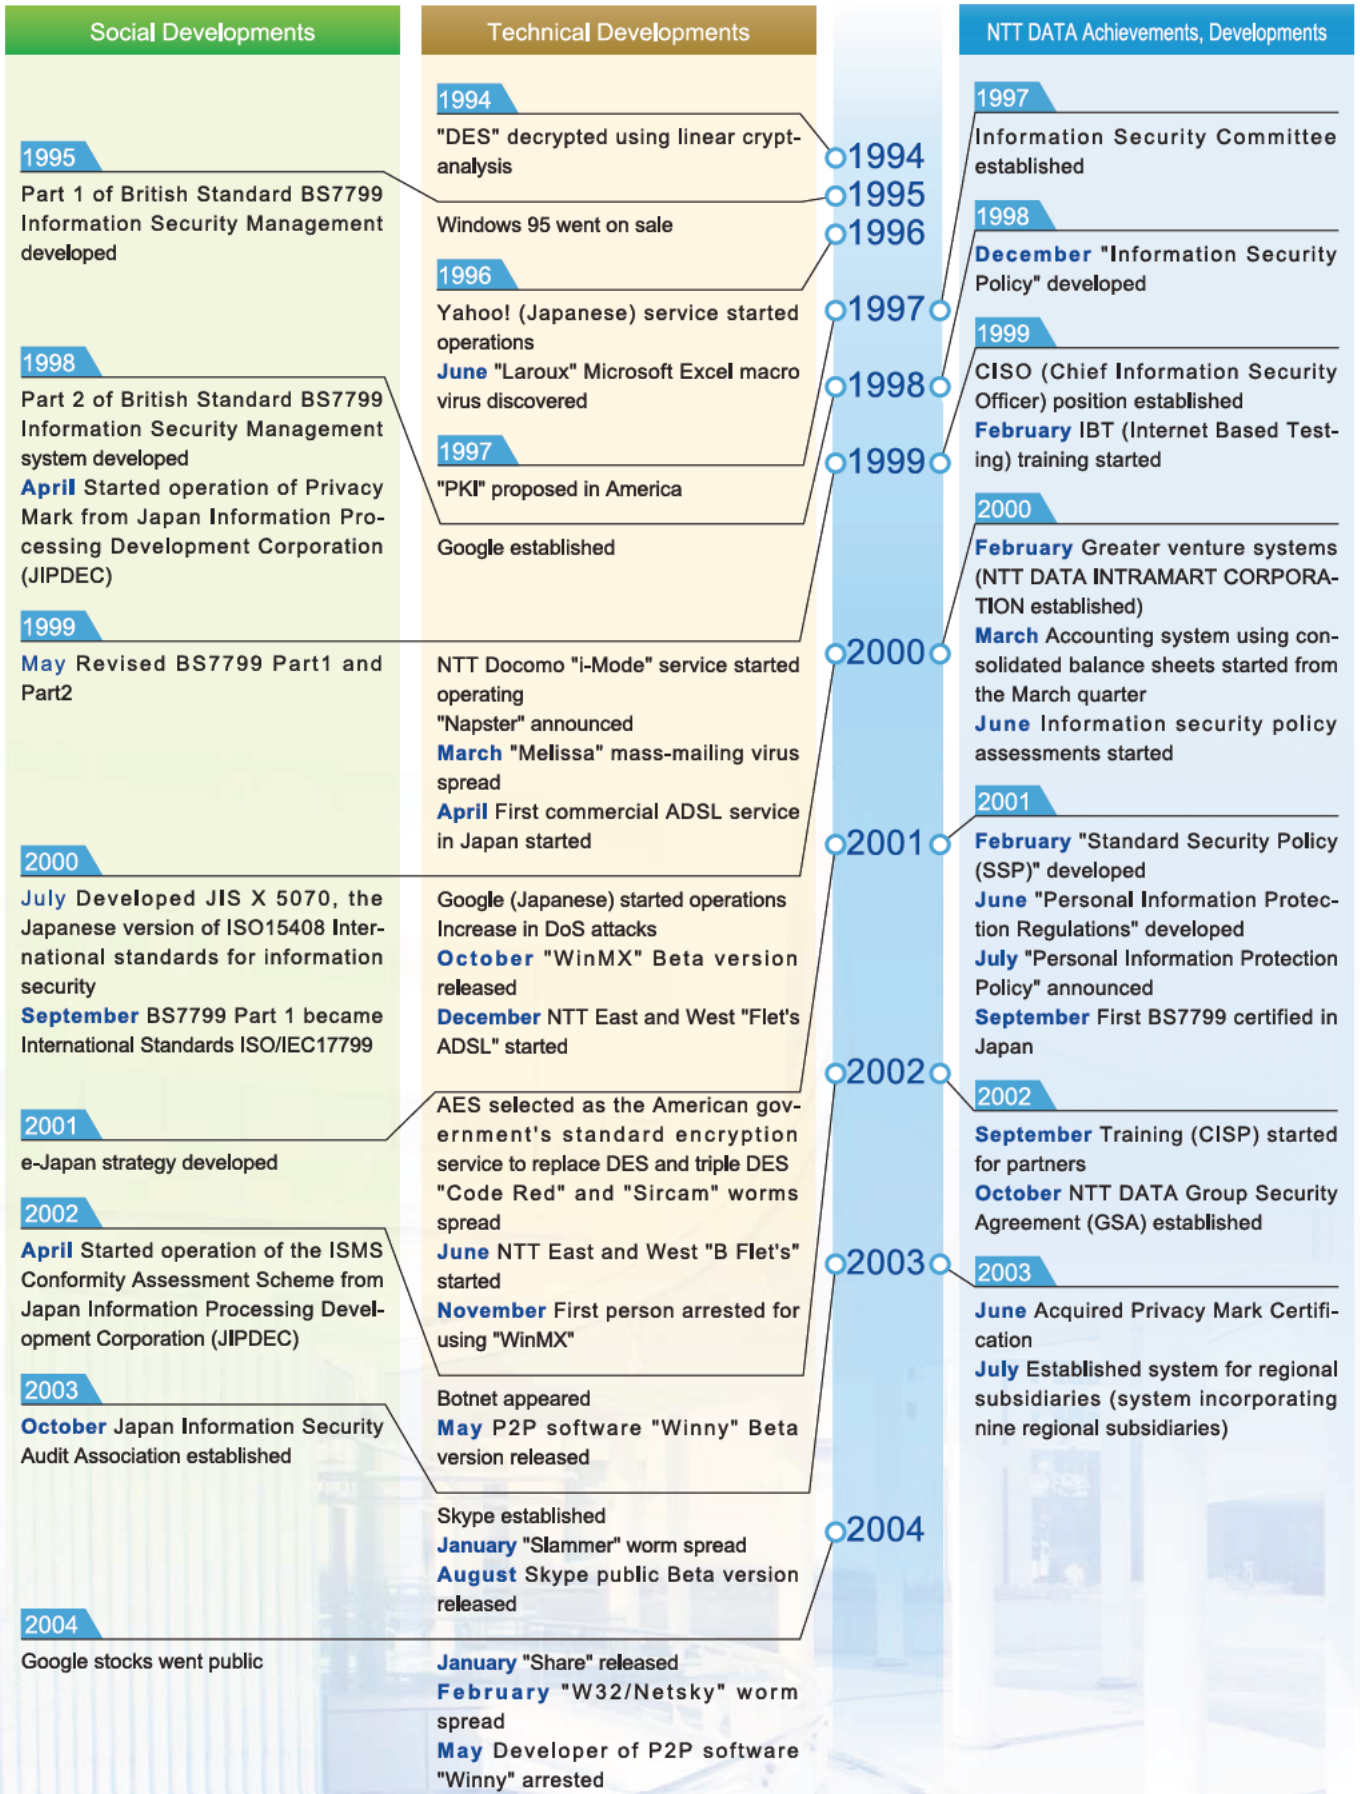 Social Developments
1995
Part 1 of British Standard BS7799
Information Security Management
developed
1998
Part 2 of British Standard BS7799
Information Security Management
system developed
April Started operation of Privacy
Mark from Japan Information Pro-
cessing Development Corporation
(JIPDEC)
1999
May Revised BS7799 Part1 and
Part2
2000
July Developed JIS X 5070, the
Japanese version of ISO15408 Inter-
national standards for information
security
September BS7799 Part 1 became
International Standards ISO/IEC17799
2001
e-Japan strategy developed
2002
April Started operation of the ISMS
Conformity Assessment Scheme from
Japan Information Processing Devel-
opment Corporation (JIPDEC)
2003
October Japan Information Security
Audit Association established
2004
Google stocks went public
Technical Developments
1994
"DES" decrypted using linear crypt-
analysis
Windows 95 went on sale
1996
Yahoo! (Japanese) service started
operations
June "Laroux" Microsoft Excel macro
virus discovered
1997
"PKI" proposed in America
Google established
NTT Docomo "i-Mode" service started
operating
"Napster" announced
March "Melissa" mass-mailing virus
spread
April First commercial ADSL service
in Japan started
Google (Japanese) started operations
Increase in DoS attacks
October "WinMX" Beta version
released
December NTT East and West "Flet's
ADSL" started
AES selected as the American gov-
ernment's standard encryption
service to replace DES and triple DES
"Code Red" and "Sircam" worms
spread
June NTT East and West "B Flet's"
started
November First person arrested for
using "WinMX"
Botnet appeared
May P2P software "Winny" Beta
version released
Skype established
January "Slammer" worm spread
August Skype public Beta version
released
January "Share" released
February "W32/Netsky" worm
spread
May Developer of P2P software
"Winny" arrested
1994
1995
1996
1997
1998
1999
2000
2001
2002
2003
2004
NTT DATA Achievements, Developments
1997
Information Security Committee
established
1998
December "Information Security
Policy" developed
1999
CISO (Chief Information Security
Officer) position established
February IBT (Internet Based Test-
ing) training started
2000
February Greater venture systems
(NTT DATA INTRAMART CORPORA-
TION established)
March Accounting system using con-
solidated balance sheets started from
the March quarter
June Information security policy
assessments started
2001
February "Standard Security Policy
(SSP)" developed
June "Personal Information Protec-
tion Regulations" developed
July "Personal Information Protection
Policy" announced
September First BS7799 certified in
Japan
2002
September Training (CISP) started
for partners
October NTT DATA Group Security
Agreement (GSA) established
2003
June Acquired Privacy Mark Certifi-
cation
July Established system for regional
subsidiaries (system incorporating
nine regional subsidiaries)